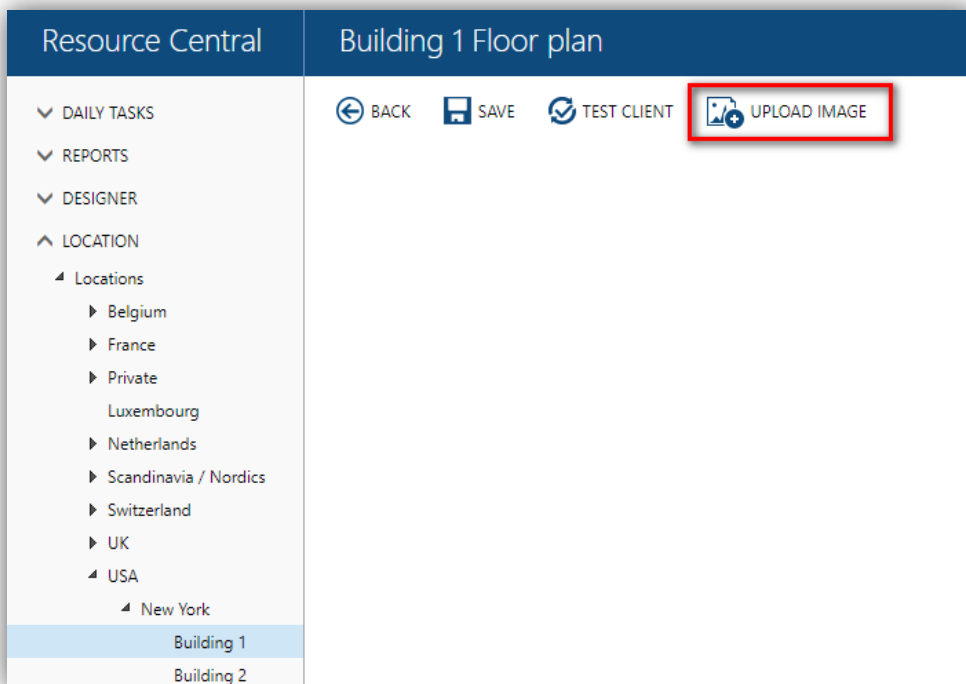 Resource Central
Building 1 Floor plan
BACK SAVE TEST CLIENT UPLOAD IMAGE
DAILY TASKS
REPORTS
DESIGNER
LOCATION
Locations
Belgium
France
Private
Luxembourg
Netherlands
Scandinavia / Nordics
Switzerland
UK
USA
New York
Building 1
Building 2